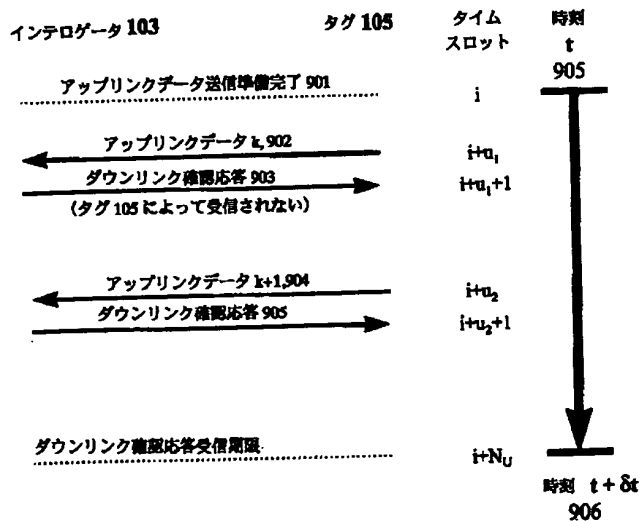 インテロゲータ 103 タグ 105 タイム スロット 時刻 t 905
アップリンクデータ送信準備完了 901 i
アップリンクデータ k, 902 i+u₁
ダウンリンク確認応答 903 i+u₁+1
(タグ 105 によって受信されない)
アップリンクデータ k+1,904 i+u₂
ダウンリンク確認応答 905 i+u₂+1
ダウンリンク確認応答受信期限 i+Nᵤ
時刻 t + δt
906